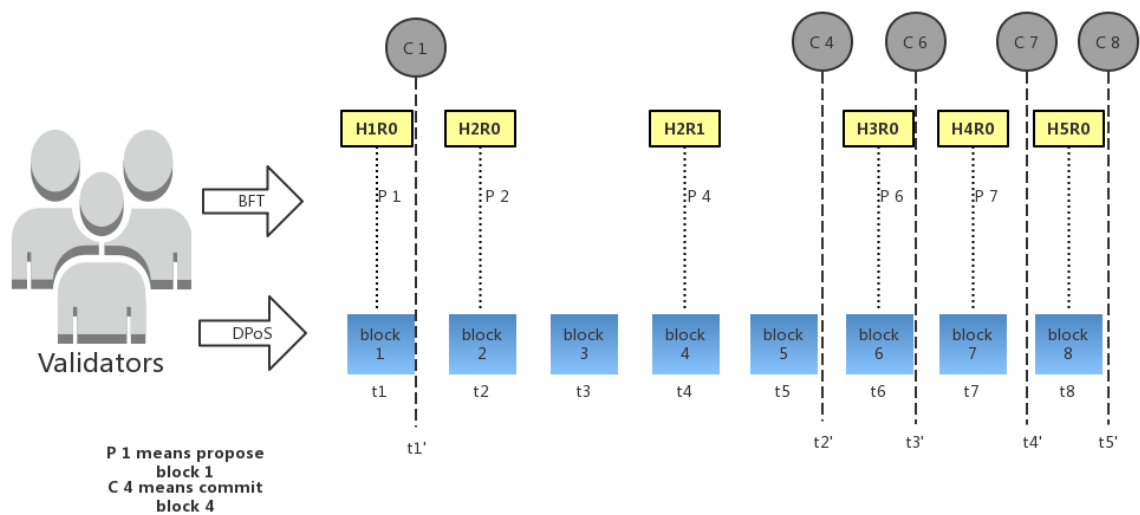 C 1
C 4
C 6
C 7
C 8
H1R0
H2R0
H2R1
H3R0
H4R0
H5R0
BFT
P 1
P 2
P 4
P 6
P 7
DPoS
Validators
block
1
block
2
block
3
block
4
block
5
block
6
block
7
block
8
t1
t2
t3
t4
t5
t6
t7
t8
t1'
t2'
t3'
t4'
t5'
P 1 means propose
block 1
C 4 means commit
block 4